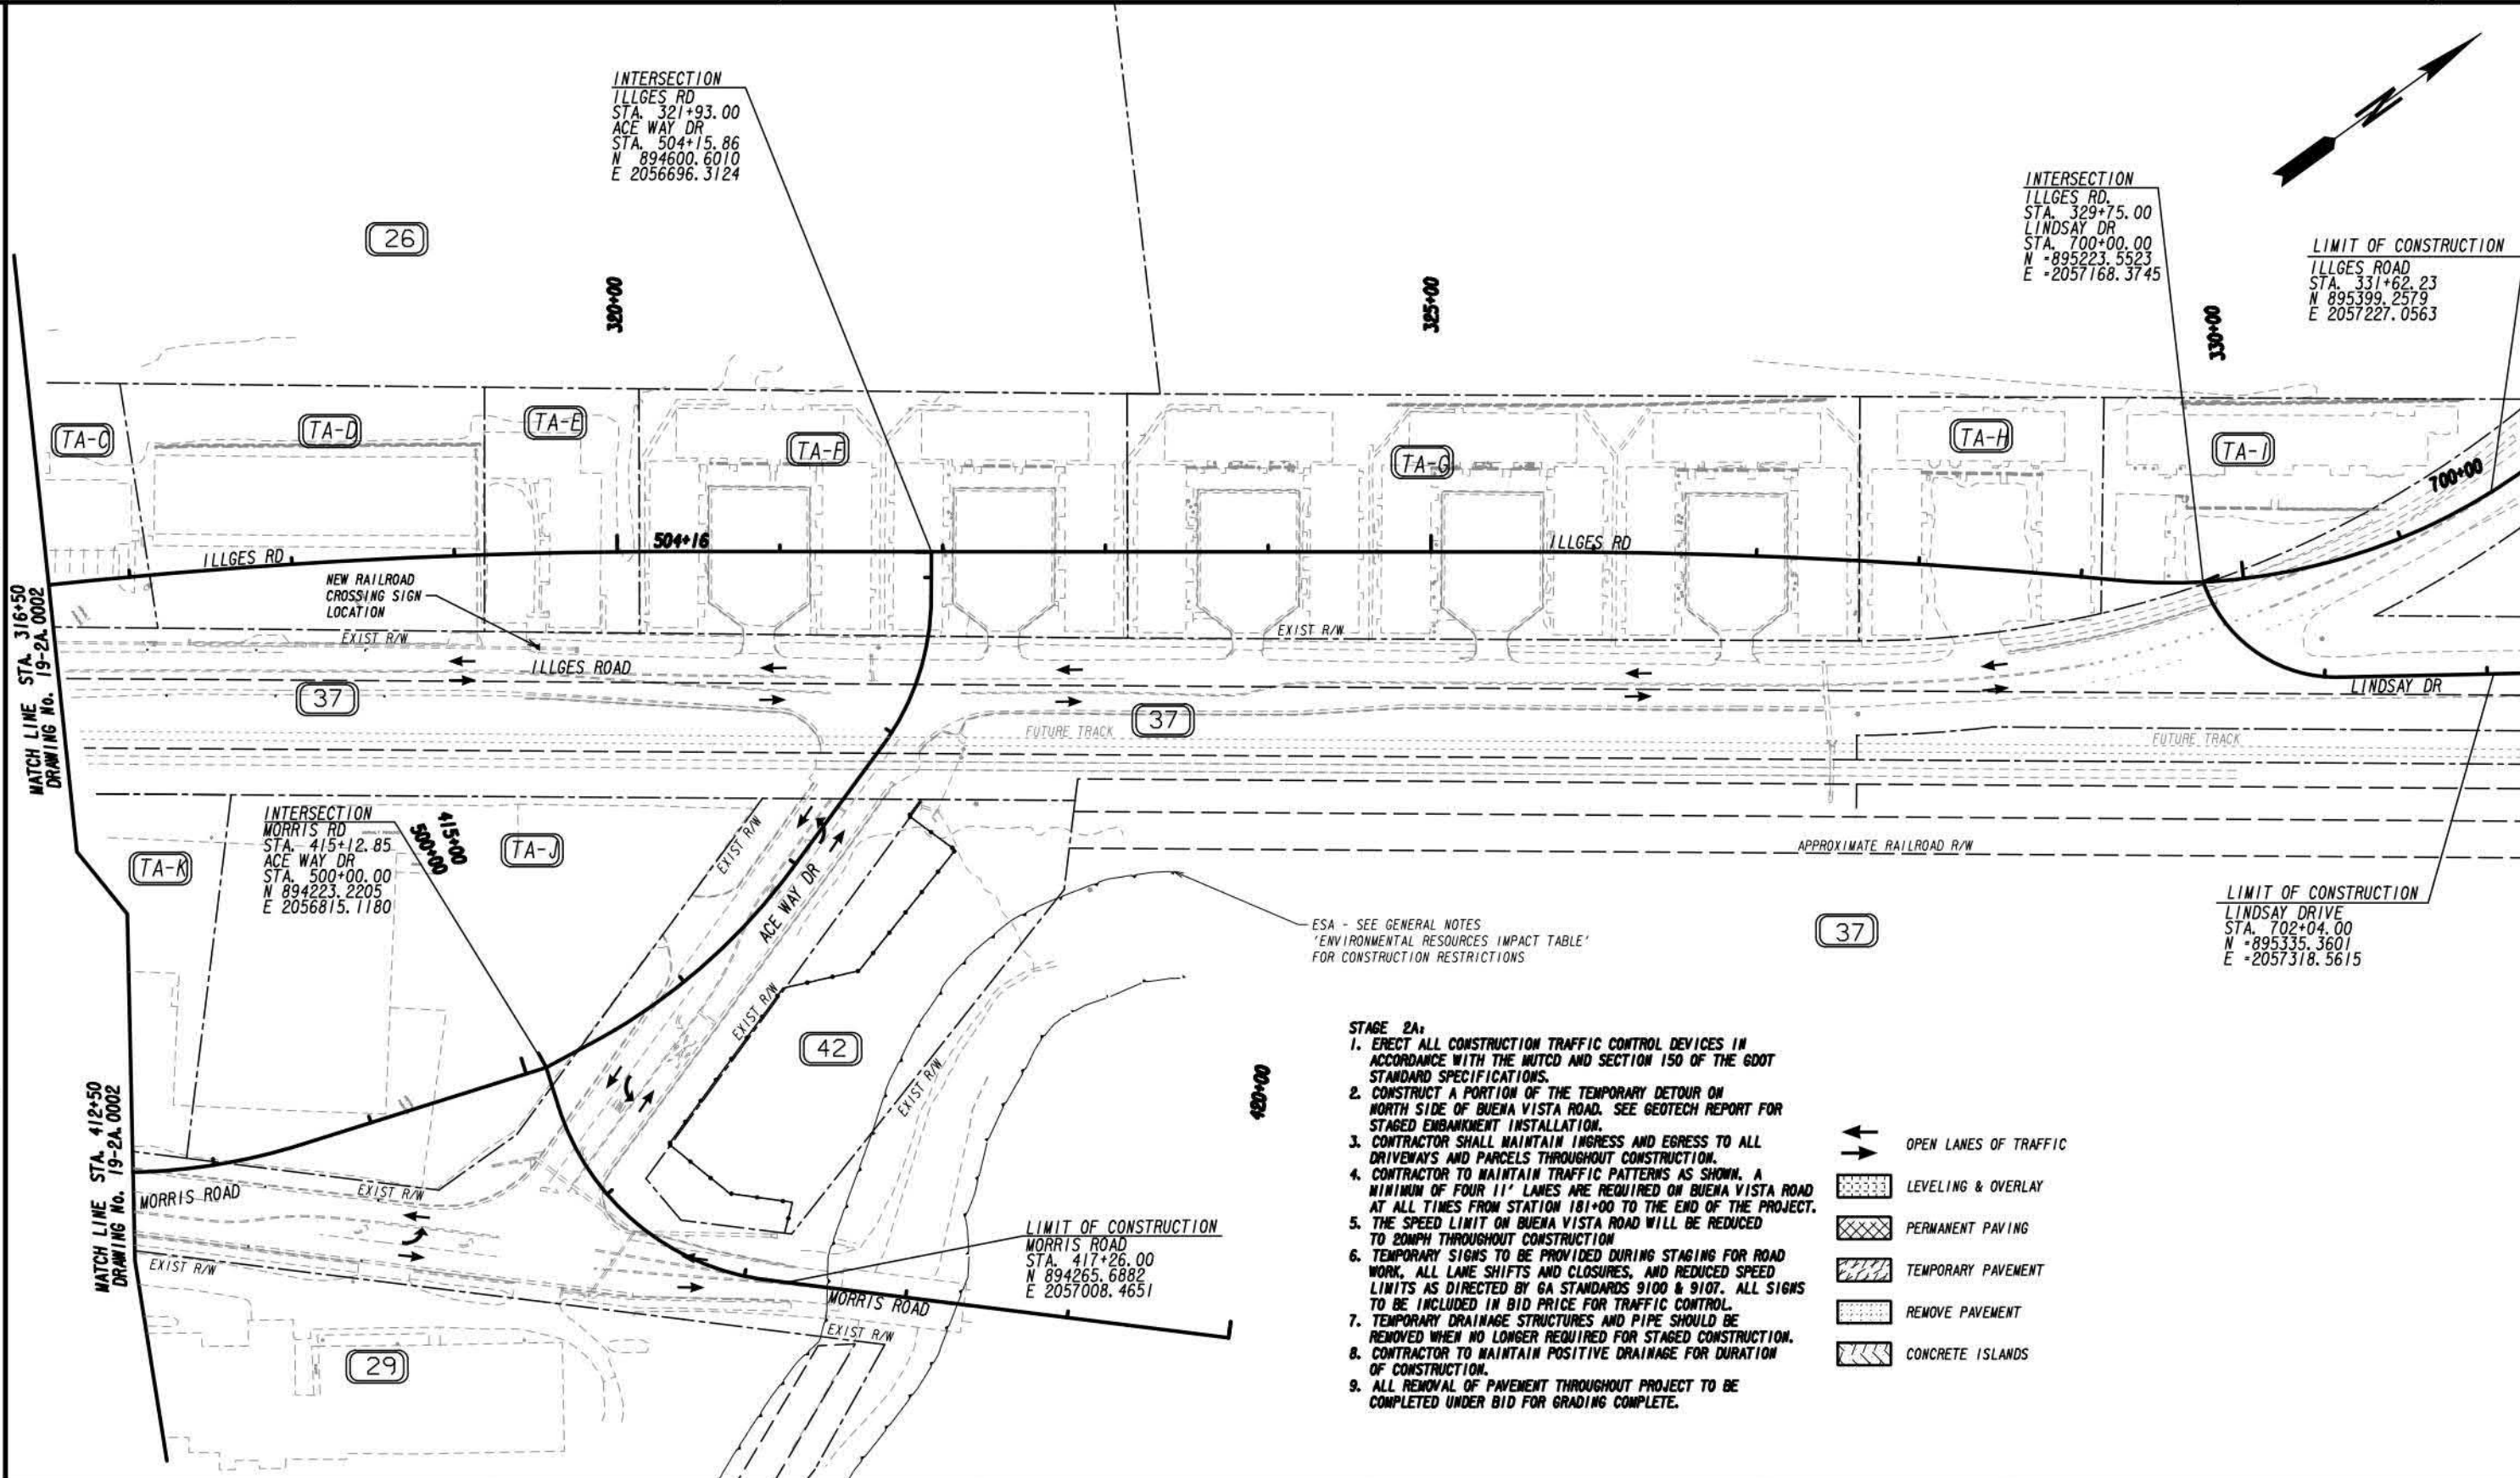 INTERSECTION
ILLGES RD
STA. 321+93.00
ACE WAY DR
STA. 504+15.86
N 894600.6010
E 2056696.3124
INTERSECTION
ILLGES RD.
STA. 329+75.00
LINDSAY DR
STA. 700+00.00
N =895223.5523
E =2057168.3745
LIMIT OF CONSTRUCTION
ILLGES ROAD
STA. 331+62.23
N 895399.2579
E 2057227.0563
N
26
320+00
325+00
330+00
TA-C
TA-D
TA-E
TA-F
TA-G
TA-H
TA-I
700+00
504+16
ILLGES RD
ILLGES RD
NEW RAILROAD
CROSSING SIGN
LOCATION
EXIST R/W
EXIST R/W
ILLGES ROAD
MATCH LINE STA. 316+50
DRAWING No. 19-2A.0002
37
37
LINDSAY DR
FUTURE TRACK
FUTURE TRACK
INTERSECTION
MORRIS RD
STA. 415+12.85
ACE WAY DR
STA. 500+00.00
N 894223.2205
E 2056815.1180
415+00
500+00
TA-K
TA-J
EXIST R/W
ACE WAY DR
EXIST R/W
APPROXIMATE RAILROAD R/W
ESA - SEE GENERAL NOTES
'ENVIRONMENTAL RESOURCES IMPACT TABLE'
FOR CONSTRUCTION RESTRICTIONS
37
LIMIT OF CONSTRUCTION
LINDSAY DRIVE
STA. 702+04.00
N =895335.3601
E =2057318.5615
42
EXIST R/W
420+00
MATCH LINE STA. 412+50
DRAWING No. 19-2A.0002
MORRIS ROAD
EXIST R/W
EXIST R/W
LIMIT OF CONSTRUCTION
MORRIS ROAD
STA. 417+26.00
N 894265.6882
E 2057008.4651
MORRIS ROAD
EXIST R/W
29
STAGE 2A:
1. ERECT ALL CONSTRUCTION TRAFFIC CONTROL DEVICES IN
ACCORDANCE WITH THE MUTCD AND SECTION 150 OF THE GDOT
STANDARD SPECIFICATIONS.
2. CONSTRUCT A PORTION OF THE TEMPORARY DETOUR ON
NORTH SIDE OF BUENA VISTA ROAD. SEE GEOTECH REPORT FOR
STAGED EMBANKMENT INSTALLATION.
3. CONTRACTOR SHALL MAINTAIN INGRESS AND EGRESS TO ALL
DRIVEWAYS AND PARCELS THROUGHOUT CONSTRUCTION.
4. CONTRACTOR TO MAINTAIN TRAFFIC PATTERNS AS SHOWN. A
MINIMUM OF FOUR 11' LANES ARE REQUIRED ON BUENA VISTA ROAD
AT ALL TIMES FROM STATION 181+00 TO THE END OF THE PROJECT.
5. THE SPEED LIMIT ON BUENA VISTA ROAD WILL BE REDUCED
TO 20MPH THROUGHOUT CONSTRUCTION
6. TEMPORARY SIGNS TO BE PROVIDED DURING STAGING FOR ROAD
WORK, ALL LANE SHIFTS AND CLOSURES, AND REDUCED SPEED
LIMITS AS DIRECTED BY GA STANDARDS 9100 & 9107. ALL SIGNS
TO BE INCLUDED IN BID PRICE FOR TRAFFIC CONTROL.
7. TEMPORARY DRAINAGE STRUCTURES AND PIPE SHOULD BE
REMOVED WHEN NO LONGER REQUIRED FOR STAGED CONSTRUCTION.
8. CONTRACTOR TO MAINTAIN POSITIVE DRAINAGE FOR DURATION
OF CONSTRUCTION.
9. ALL REMOVAL OF PAVEMENT THROUGHOUT PROJECT TO BE
COMPLETED UNDER BID FOR GRADING COMPLETE.
OPEN LANES OF TRAFFIC
LEVELING & OVERLAY
PERMANENT PAVING
TEMPORARY PAVEMENT
REMOVE PAVEMENT
CONCRETE ISLANDS